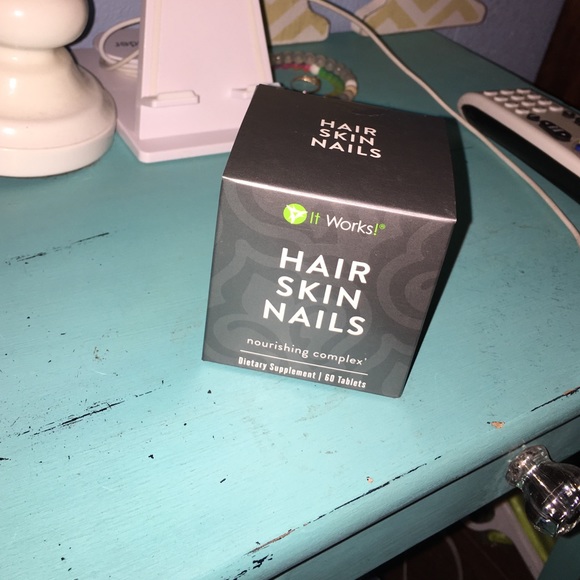 HAIR
SKIN
NAILS
It Works!®
HAIR
SKIN
NAILS
nourishing complex†
Dietary Supplement | 60 Tablets